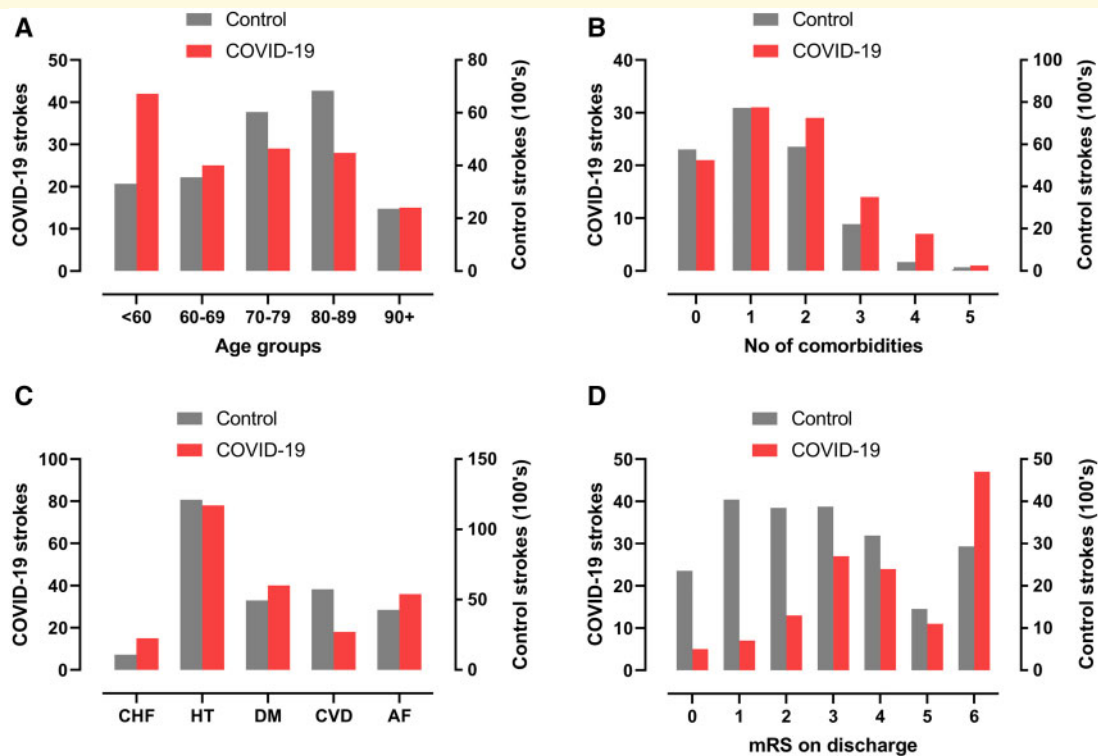 A
Control
COVID-19
COVID-19 strokes
50
40
30
20
10
0
Control strokes (100's)
80
60
40
20
0
<60 60-69 70-79 80-89 90+
Age groups
B
Control
COVID-19
COVID-19 strokes
40
30
20
10
0
Control strokes (100's)
100
80
60
40
20
0
0 1 2 3 4 5
No of comorbidities
C
Control
COVID-19
COVID-19 strokes
100
80
60
40
20
0
Control strokes (100's)
150
100
50
0
CHF HT DM CVD AF
D
Control
COVID-19
COVID-19 strokes
50
40
30
20
10
0
Control strokes (100's)
50
40
30
20
10
0
0 1 2 3 4 5 6
mRS on discharge